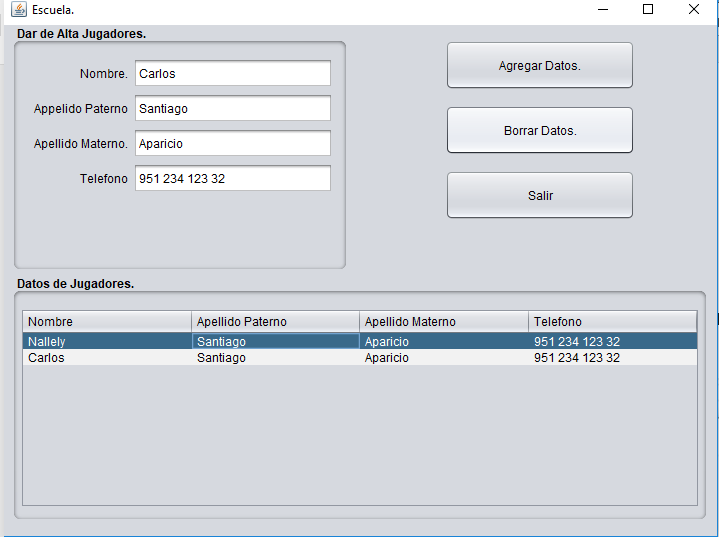 Escuela.
Dar de Alta Jugadores.
Nombre. Carlos
Appelido Paterno Santiago
Apellido Materno. Aparicio
Telefono 951 234 123 32
Agregar Datos.
Borrar Datos.
Salir
Datos de Jugadores.
Nombre Apellido Paterno Apellido Materno Telefono
Nallely Santiago Aparicio 951 234 123 32
Carlos Santiago Aparicio 951 234 123 32